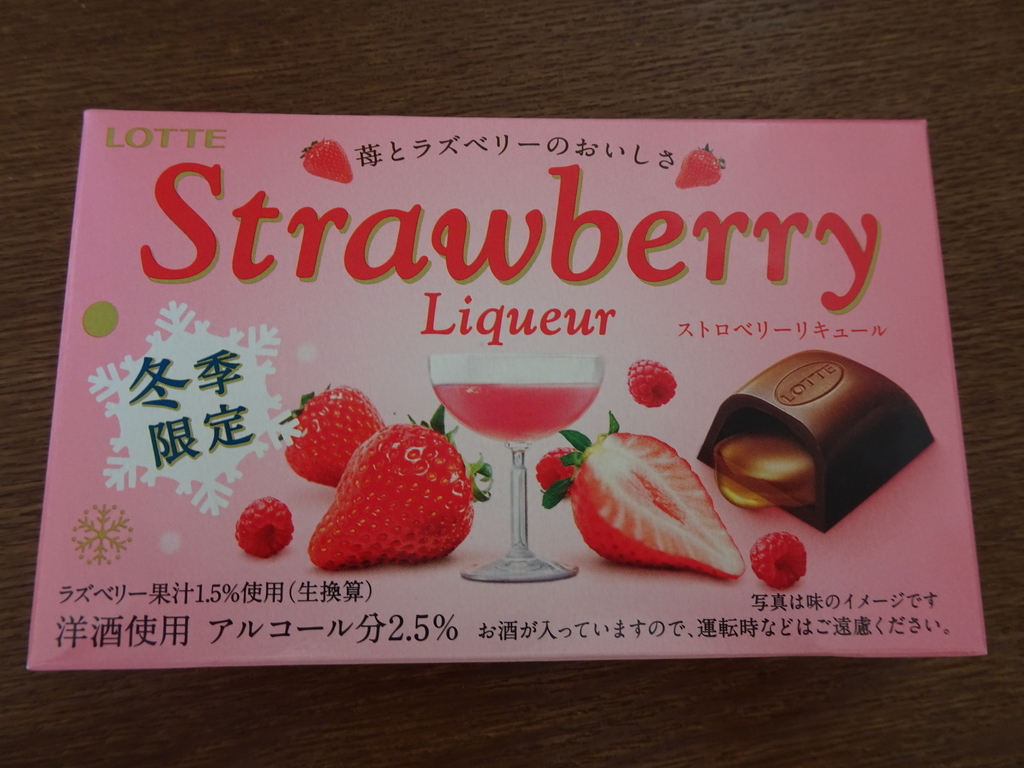 LOTTE
苺とラズベリーのおいしさ
Strawberry
Liqueur
ストロベリーリキュール
冬季
限定
LOTTE
ラズベリー果汁1.5%使用(生換算)
写真は味のイメージです
洋酒使用 アルコール分2.5% お酒が入っていますので、運転時などはご遠慮ください。